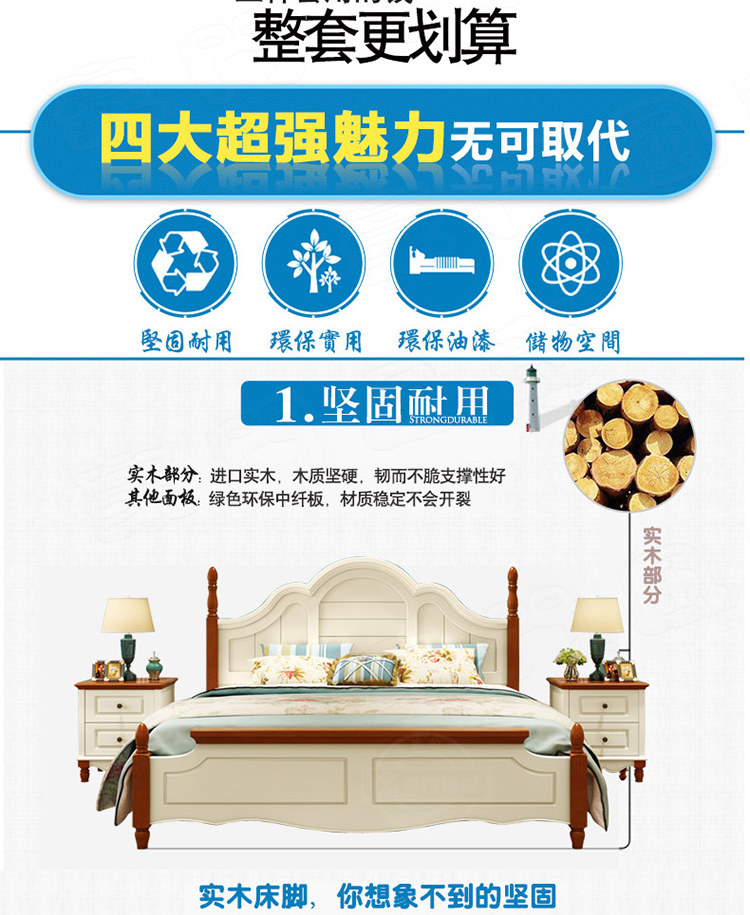 整套更划算
四大超强魅力无可取代
堅固耐用 環保實用 環保油漆 儲物空間
1.坚固耐用
STRONGDURABLE
实木部分：进口实木，木质坚硬，韧而不脆支撑性好
其他面板：绿色环保中纤板，材质稳定不会开裂
实木部分
实木床脚，你想象不到的坚固